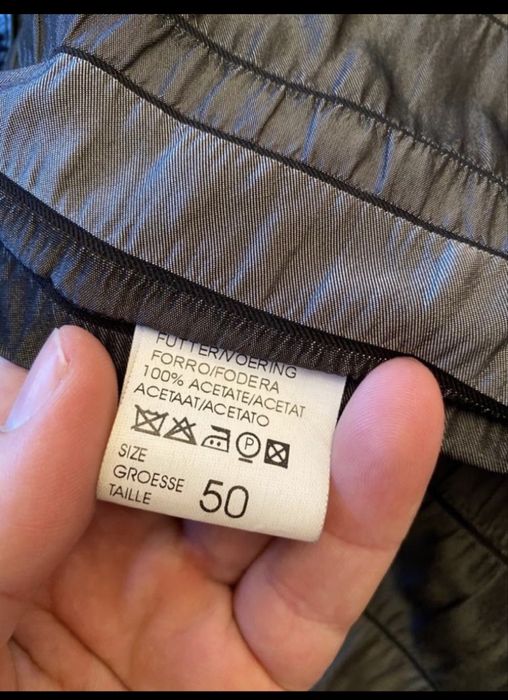 FUTTER/VOERING
FORRO/FODERA
100% ACETATE/ACETAT
ACETAAT/ACETATO
P
SIZE
GROESSE 50
TAILLE